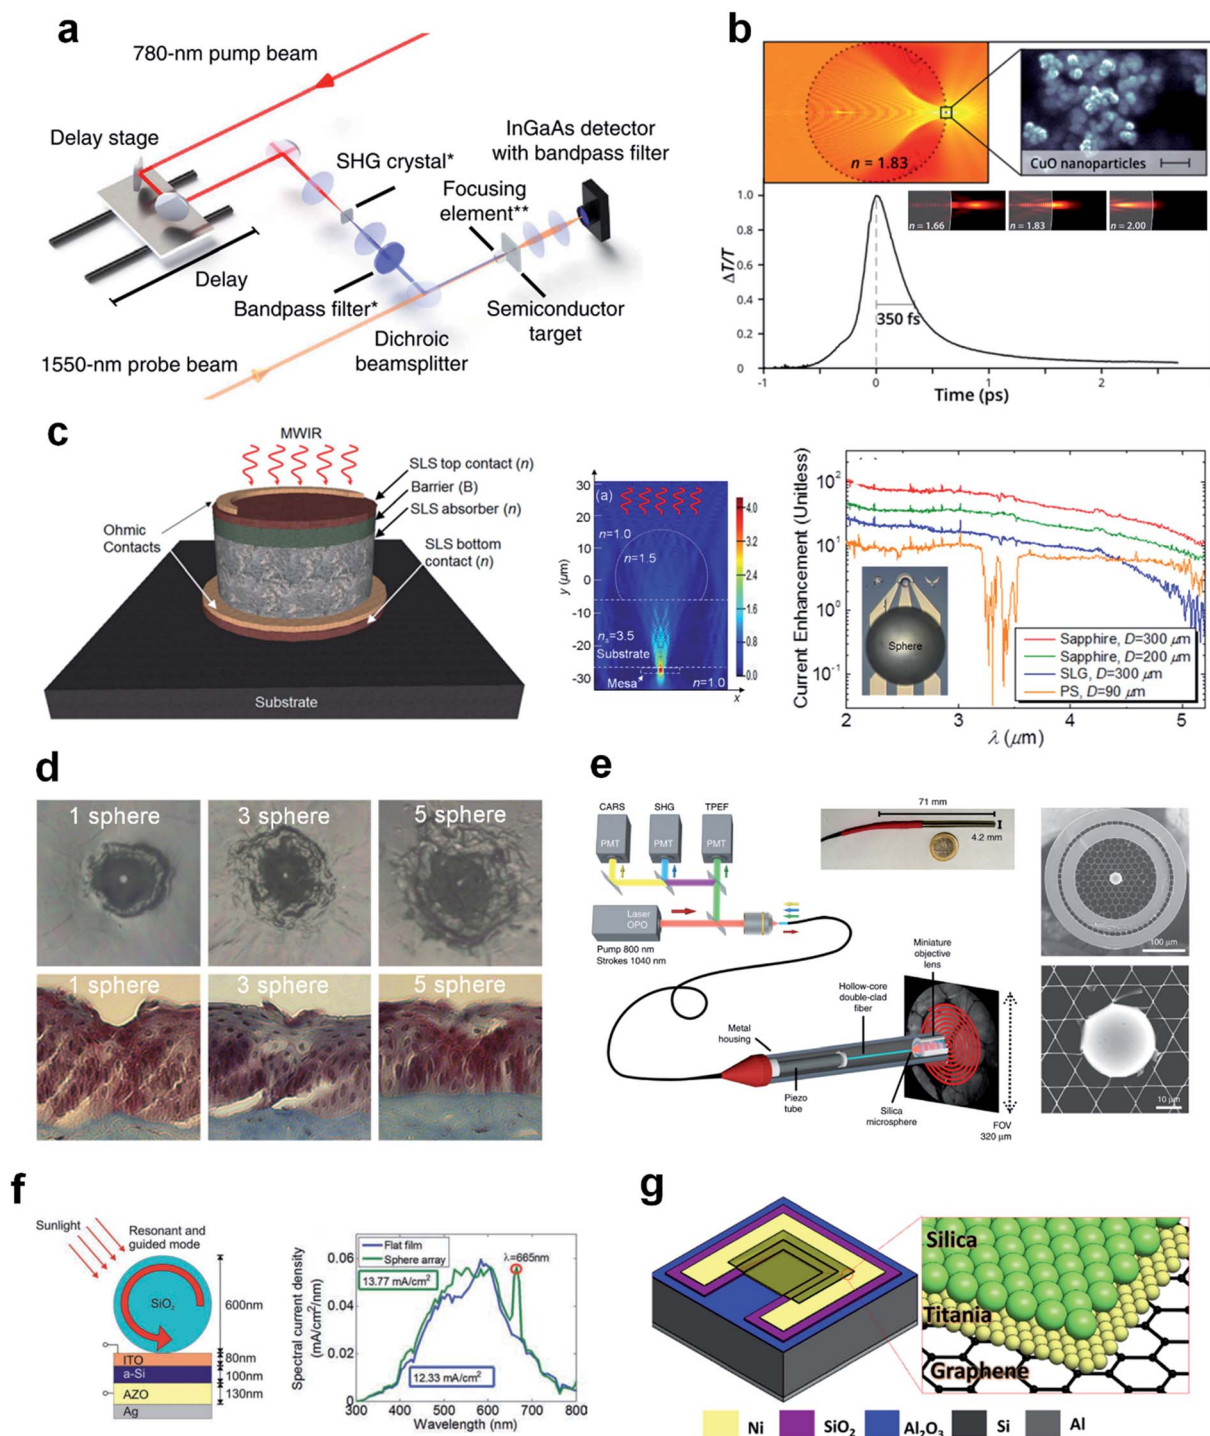 a
780-nm pump beam
Delay stage
SHG crystal*
InGaAs detector
with bandpass filter
Focusing
element**
Delay
Bandpass filter*
Semiconductor
target
Dichroic
beamsplitter
1550-nm probe beam
b
n = 1.83
CuO nanoparticles
n = 1.66
n = 1.83
n = 2.00
ΔT/T
1.0
0.8
0.6
0.4
0.2
0
350 fs
-1
0
1
2
Time (ps)
c
MWIR
SLS top contact (n)
Barrier (B)
SLS absorber (n)
Ohmic
Contacts
SLS bottom
contact (n)
Substrate
(a)
y (μm)
30
20
10
0
-10
-20
-30
n=1.0
n=1.5
nₛ=3.5
Substrate
Mesa
n=1.0
x
4.0
3.2
2.4
1.6
0.8
0.0
Current Enhancement (Unitless)
10²
10¹
10⁰
10⁻¹
Sphere
Sapphire, D=300 μm
Sapphire, D=200 μm
SLG, D=300 μm
PS, D=90 μm
2
3
4
5
λ (μm)
d
1 sphere
3 sphere
5 sphere
1 sphere
3 sphere
5 sphere
e
CARS
SHG
TPEF
PMT
PMT
PMT
Laser
OPO
Pump 800 nm
Strokes 1040 nm
71 mm
4.2 mm
100 μm
Miniature
objective
lens
Hollow-core
double-clad
fiber
Metal
housing
Piezo
tube
Silica
microsphere
FOV
320 μm
10 μm
f
Sunlight
Resonant and
guided mode
SiO₂
600nm
ITO
80nm
a-Si
100nm
AZO
130nm
Ag
Spectral current density
(mA/cm²/nm)
0.06
0.04
0.02
0
Flat film
Sphere array
λ=665nm
13.77 mA/cm²
12.33 mA/cm²
300
400
500
600
700
800
Wavelength (nm)
g
Silica
Titania
Graphene
Ni
SiO₂
Al₂O₃
Si
Al